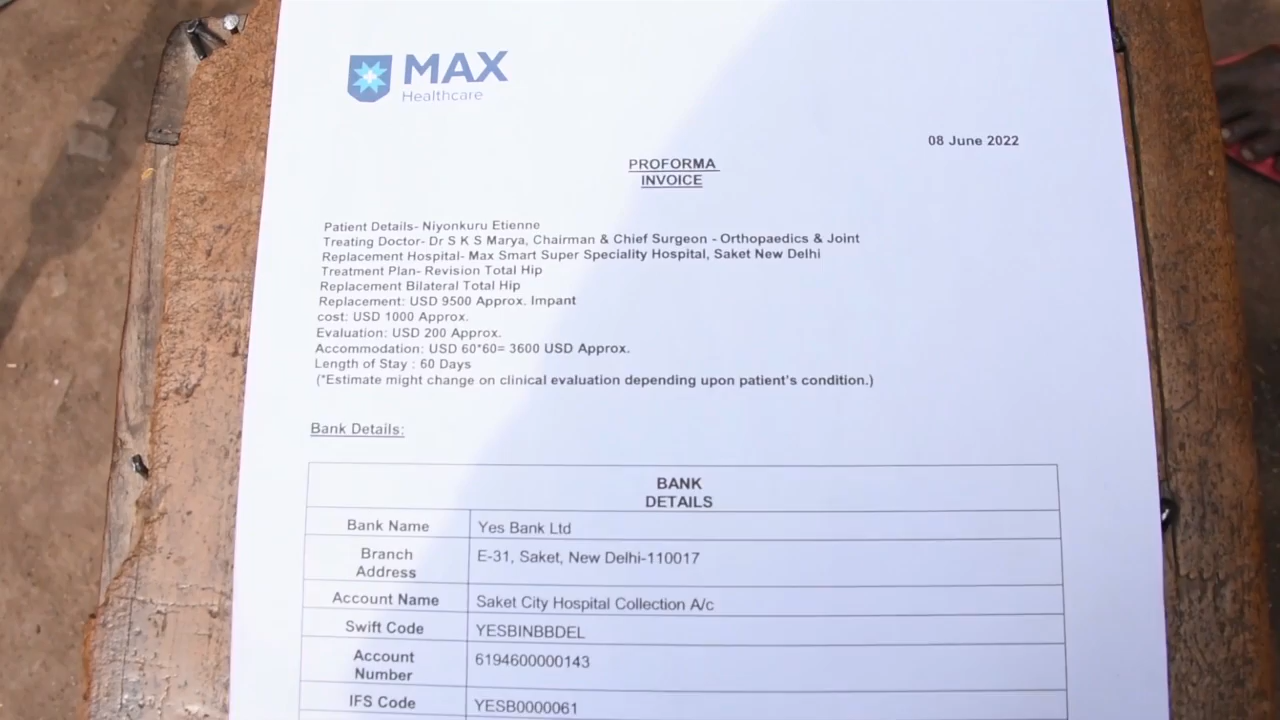 MAX
Healthcare
08 June 2022
PROFORMA
INVOICE
Patient Details- Niyonkuru Etienne
Treating Doctor- Dr S K S Marya, Chairman & Chief Surgeon - Orthopaedics & Joint
Replacement Hospital- Max Smart Super Speciality Hospital, Saket New Delhi
Treatment Plan- Revision Total Hip
Replacement Bilateral Total Hip
Replacement: USD 9500 Approx. Impant
cost: USD 1000 Approx.
Evaluation: USD 200 Approx.
Accommodation: USD 60*60= 3600 USD Approx.
Length of Stay : 60 Days
(*Estimate might change on clinical evaluation depending upon patient's condition.)
Bank Details:
BANK
DETAILS
Bank Name Yes Bank Ltd
Branch
Address E-31, Saket, New Delhi-110017
Account Name Saket City Hospital Collection A/c
Swift Code YESBINBBDEL
Account
Number 6194600000143
IFS Code YESB0000061